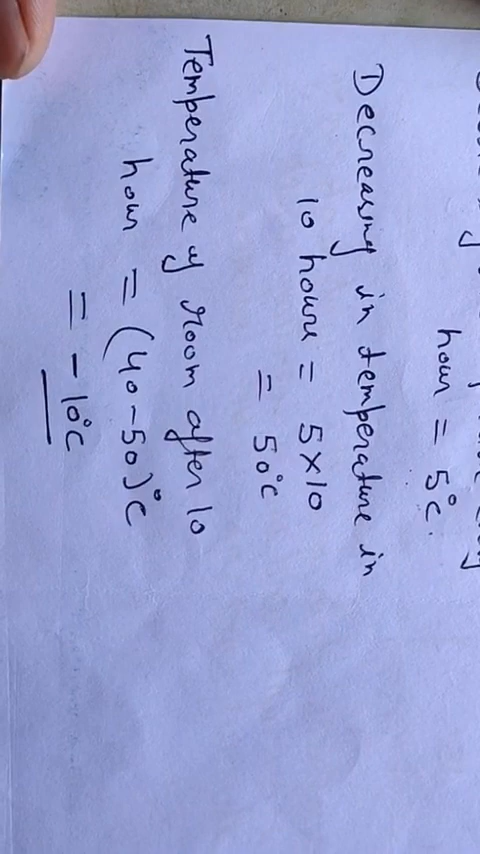 hour = 5°C.
Decreasing in temperature in
10 hours = 5×10
= 50°C
Temperature of room after 10
hour = (40-50)°C
= -10°C